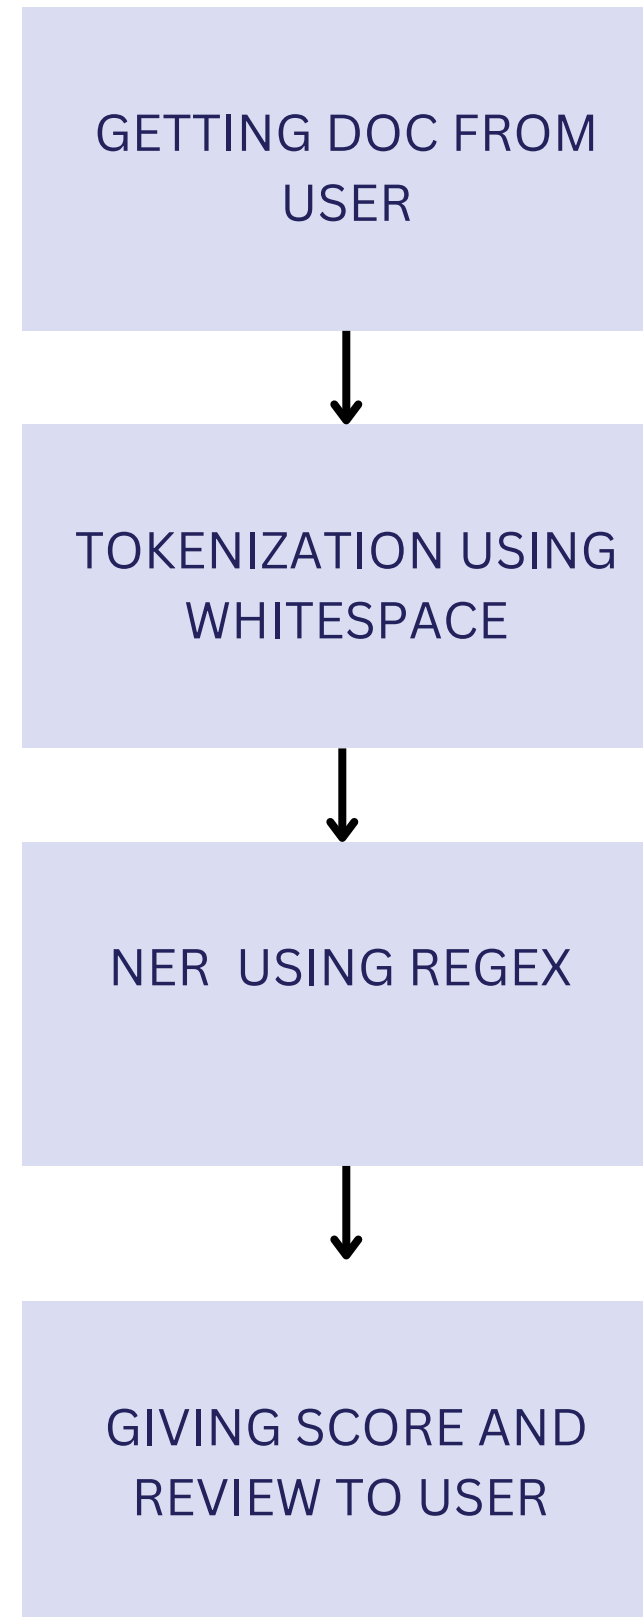 GETTING DOC FROM
USER
TOKENIZATION USING
WHITESPACE
NER  USING REGEX
GIVING SCORE AND
REVIEW TO USER